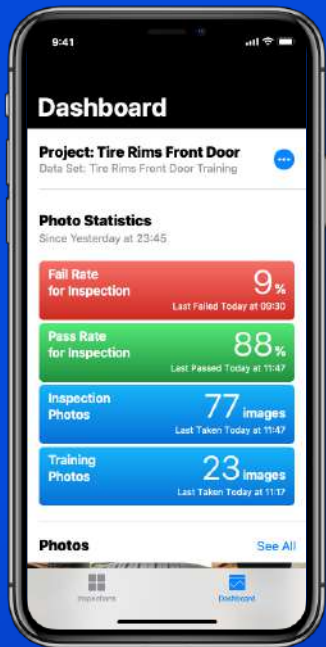 9:41
Dashboard
Project: Tire Rims Front Door
Data Set: Tire Rims Front Door Training
Photo Statistics
Since Yesterday at 23:45
Fail Rate
for Inspection
9%
Last Failed Today at 09:30
Pass Rate
for Inspection
88%
Last Passed Today at 11:47
Inspection
Photos
77 images
Last Taken Today at 11:47
Training
Photos
23 images
Last Taken Today at 11:17
Photos
See All
Inspections
Dashboard